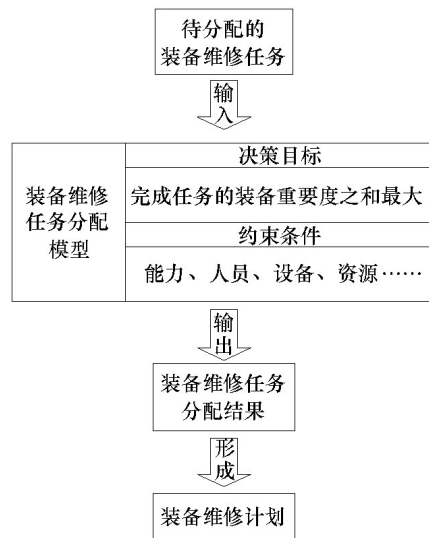 待分配的
装备维修任务
输
入
装备维修
任务分配
模型
决策目标
完成任务的装备重要度之和最大
约束条件
能力、人员、设备、资源……
输
出
装备维修任务
分配结果
形
成
装备维修计划